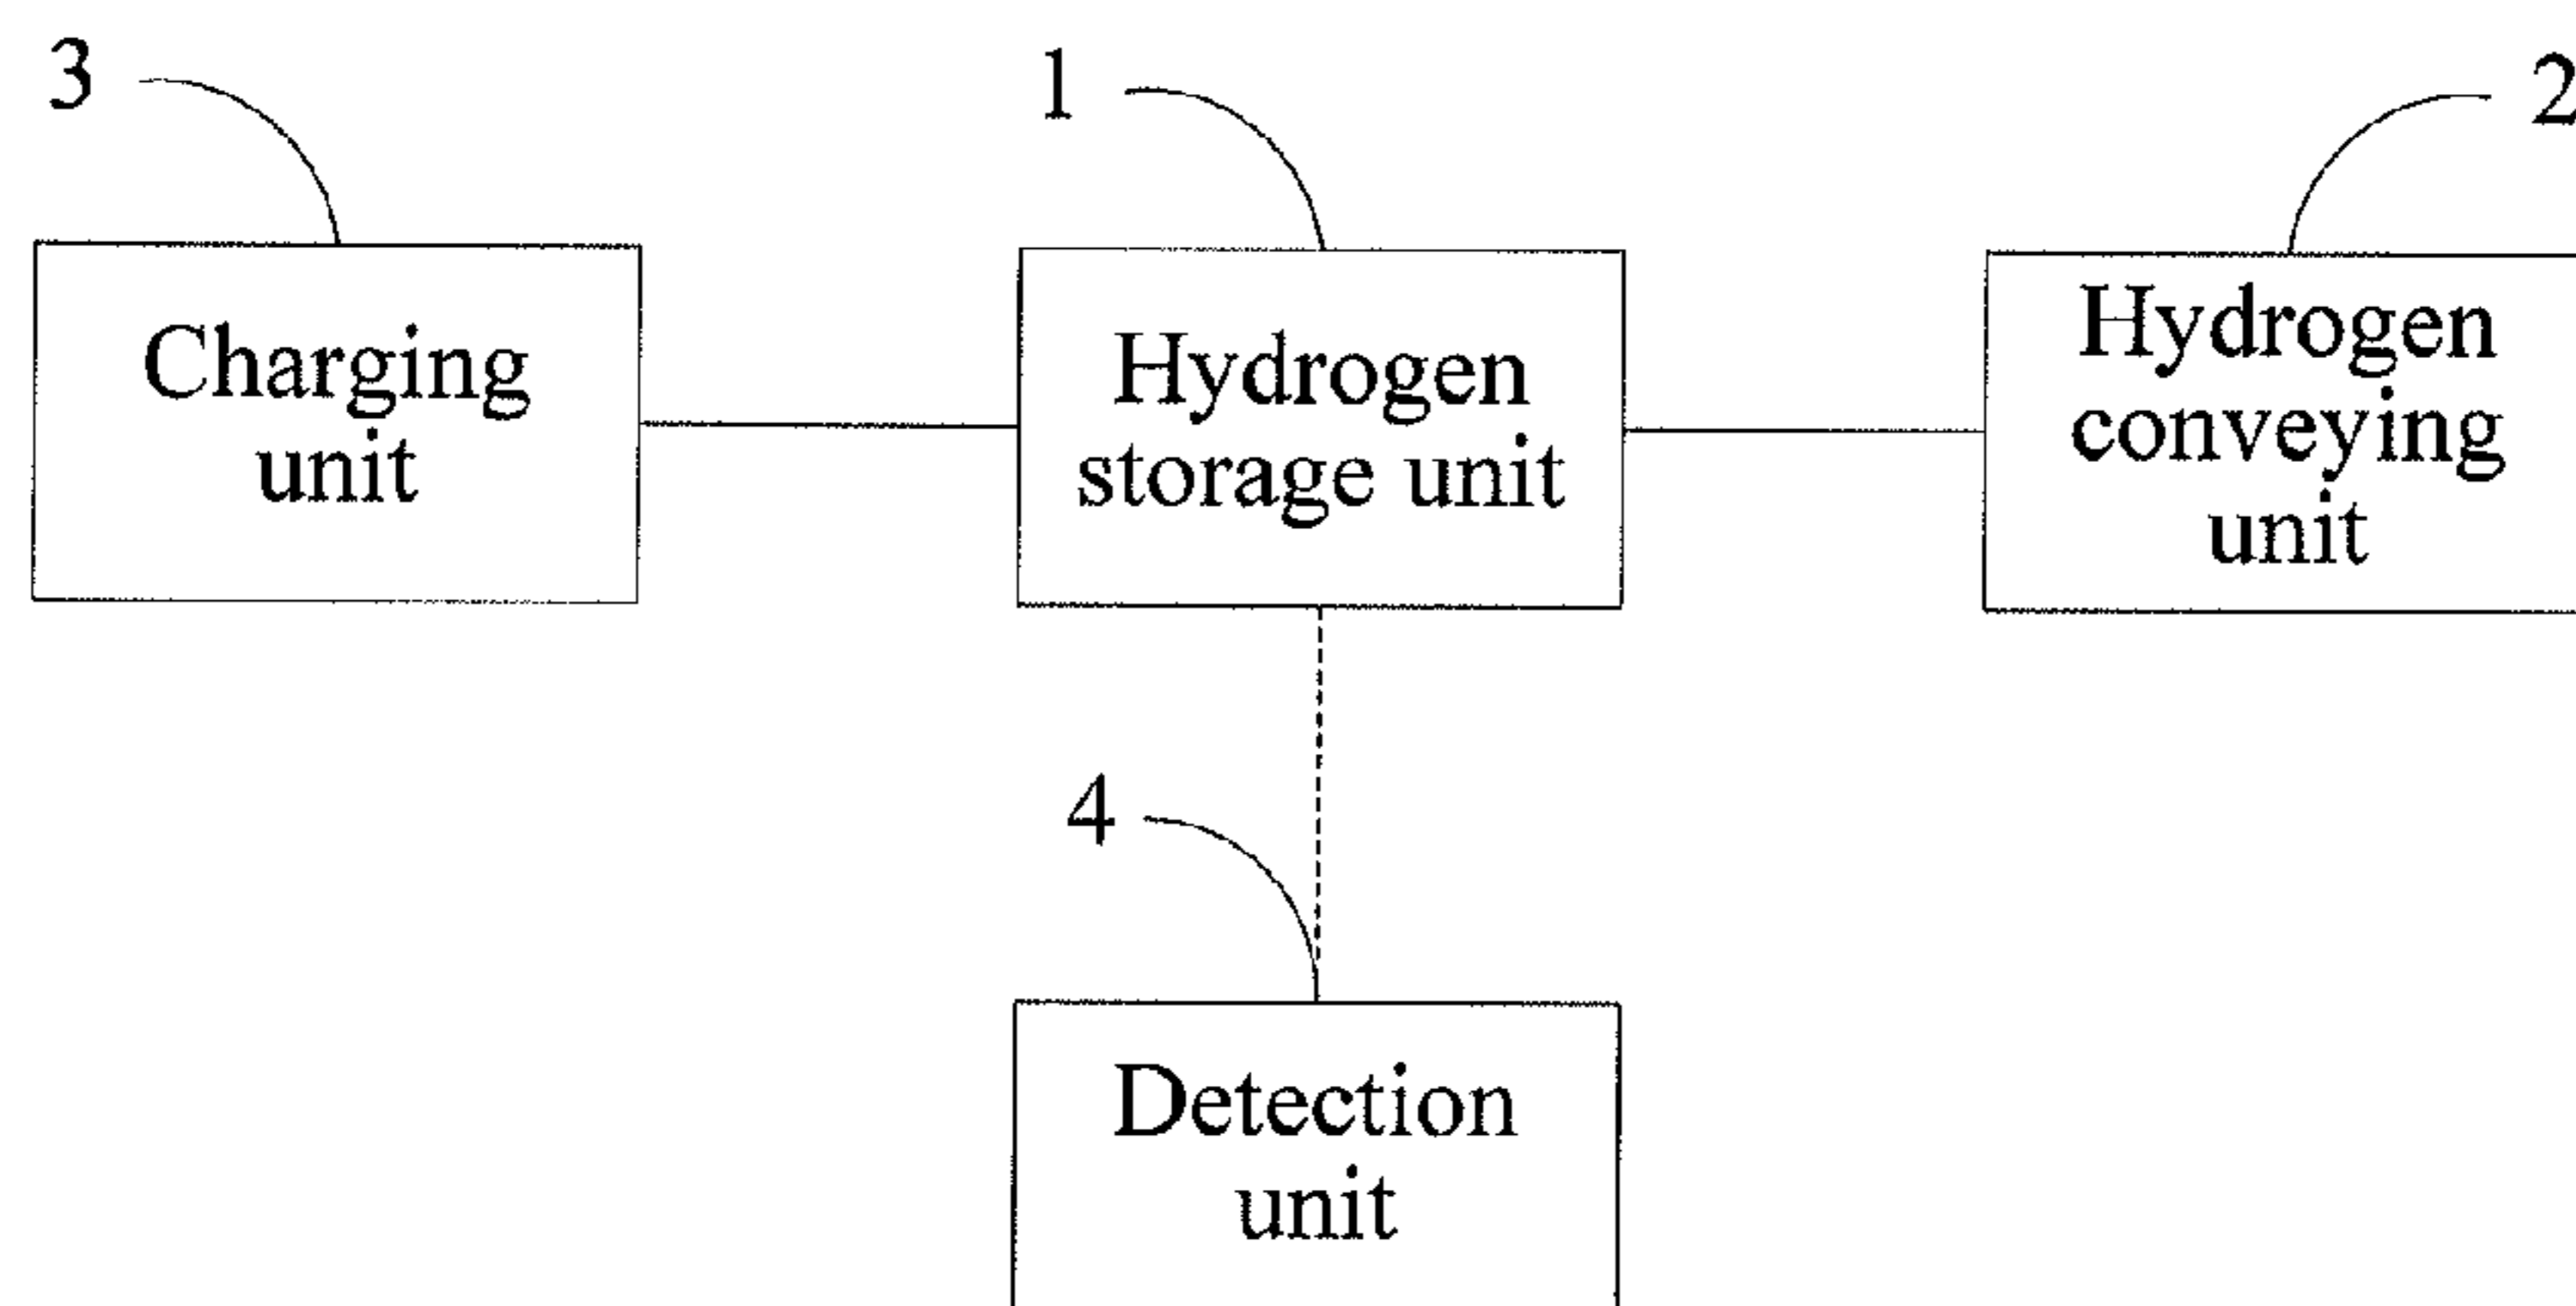 3
1
2
Charging
unit
Hydrogen
storage unit
Hydrogen
conveying
unit
4
Detection
unit